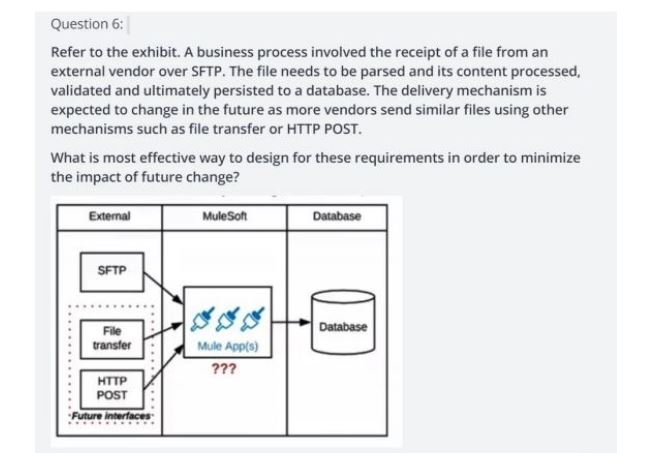 Question 6:
Refer to the exhibit. A business process involved the receipt of a file from an
external vendor over SFTP. The file needs to be parsed and its content processed,
validated and ultimately persisted to a database. The delivery mechanism is
expected to change in the future as more vendors send similar files using other
mechanisms such as file transfer or HTTP POST.
What is most effective way to design for these requirements in order to minimize
the impact of future change?
External
MuleSoft
Database
SFTP
File
transfer
HTTP
POST
Future interfaces
Mule App(s)
???
Database